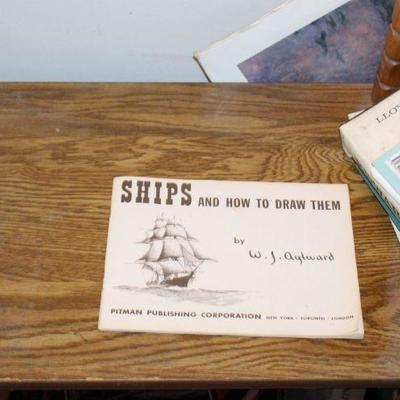 SHIPS AND HOW TO DRAW THEM
by
W. J. Aylward
PITMAN PUBLISHING CORPORATION NEW YORK · TORONTO · LONDON